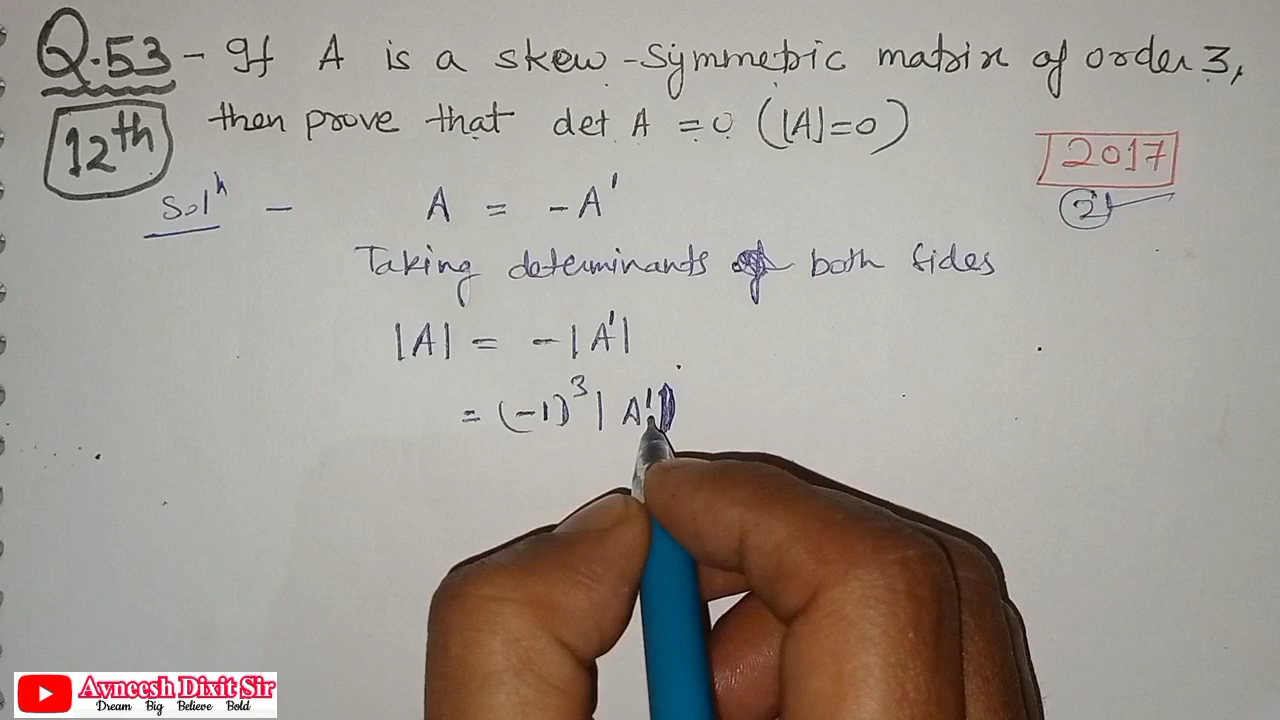 Q.53 - If A is a skew-symmetric matrix of order 3,
12th then prove that det A = 0 (|A|=0)
2017
2
Solⁿ - A = -A'
Taking determinants both sides
|A| = -|A'|
= (-1)³ |A'|
Avneesh Dixit Sir
Dream Big Believe Bold